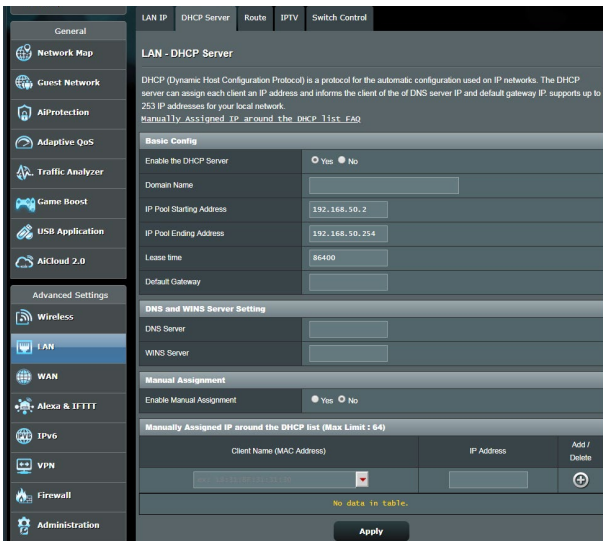 LAN IP DHCP Server Route IPTV Switch Control
General
Network Map
Guest Network
AiProtection
Adaptive QoS
Traffic Analyzer
Game Boost
USB Application
AiCloud 2.0
Advanced Settings
Wireless
LAN
WAN
Alexa & IFTTT
IPv6
VPN
Firewall
Administration
LAN - DHCP Server
DHCP (Dynamic Host Configuration Protocol) is a protocol for the automatic configuration used on IP networks. The DHCP
server can assign each client an IP address and informs the client of the of DNS server IP and default gateway IP. supports up to
253 IP addresses for your local network.
Manually Assigned IP around the DHCP list FAQ
Basic Config
Enable the DHCP Server Yes No
Domain Name
IP Pool Starting Address 192.168.50.2
IP Pool Ending Address 192.168.50.254
Lease time 86400
Default Gateway
DNS and WINS Server Setting
DNS Server
WINS Server
Manual Assignment
Enable Manual Assignment Yes No
Manually Assigned IP around the DHCP list (Max Limit : 64)
Client Name (MAC Address) IP Address Add /
Delete
No data in table.
Apply